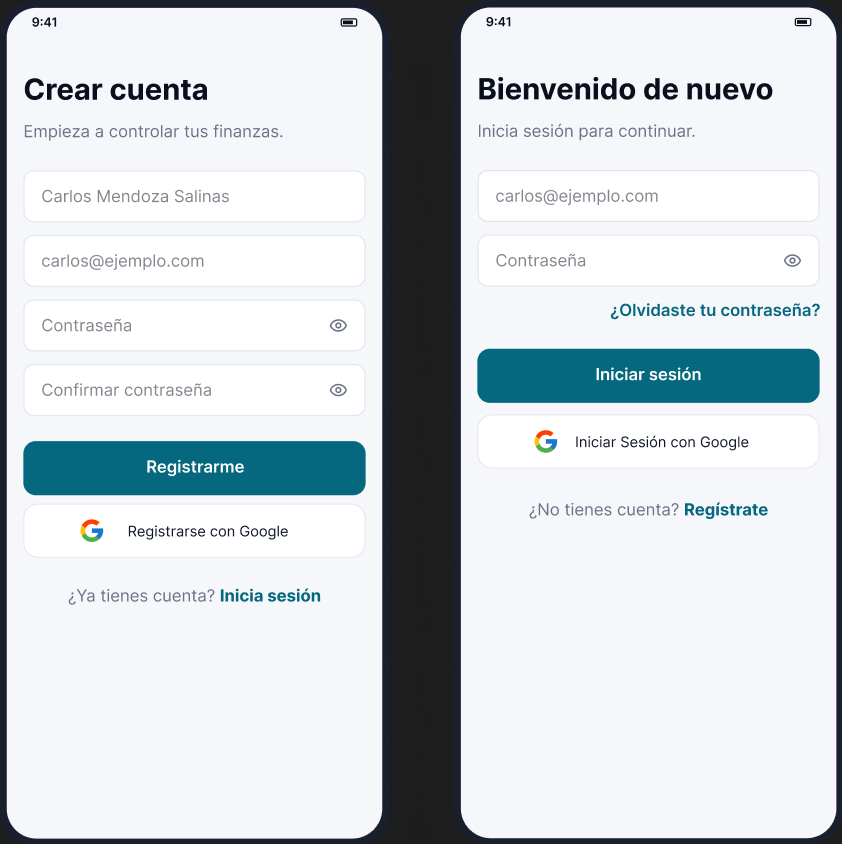 9:41
Crear cuenta
Empieza a controlar tus finanzas.
Carlos Mendoza Salinas
carlos@ejemplo.com
Contraseña
Confirmar contraseña
Registrarme
Registrarse con Google
¿Ya tienes cuenta? Inicia sesión
9:41
Bienvenido de nuevo
Inicia sesión para continuar.
carlos@ejemplo.com
Contraseña
¿Olvidaste tu contraseña?
Iniciar sesión
Iniciar Sesión con Google
¿No tienes cuenta? Regístrate